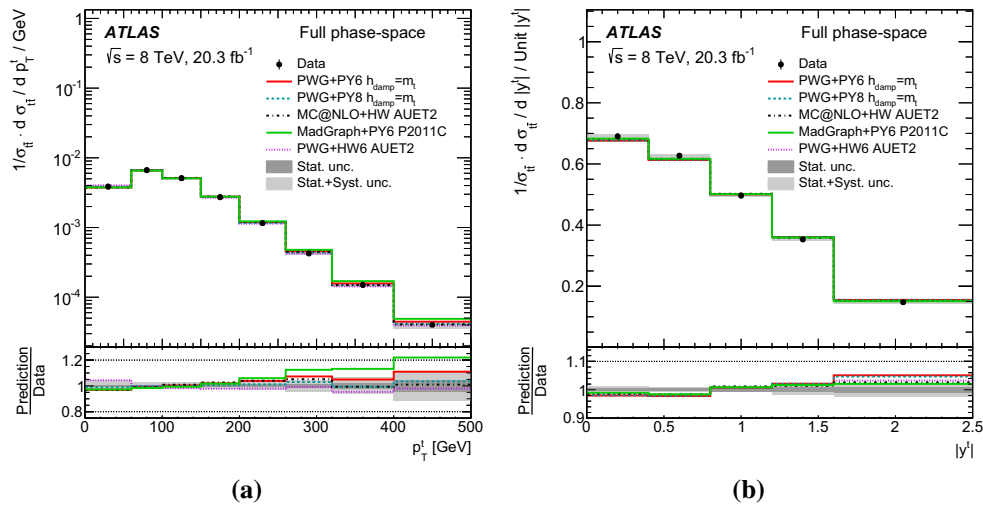 ATLAS Full phase-space
√s = 8 TeV, 20.3 fb⁻¹
Data
PWG+PY6 h_damp=m_t
PWG+PY8 h_damp=m_t
MC@NLO+HW AUET2
MadGraph+PY6 P2011C
PWG+HW6 AUET2
Stat. unc.
Stat.+Syst. unc.
1/σ_tt̄ · d σ_tt̄ / d p_T^t / GeV
1
10⁻¹
10⁻²
10⁻³
10⁻⁴
Prediction
Data
1.2
1
0.8
0 100 200 300 400 500
p_T^t [GeV]
(a)
ATLAS Full phase-space
√s = 8 TeV, 20.3 fb⁻¹
Data
PWG+PY6 h_damp=m_t
PWG+PY8 h_damp=m_t
MC@NLO+HW AUET2
MadGraph+PY6 P2011C
PWG+HW6 AUET2
Stat. unc.
Stat.+Syst. unc.
1/σ_tt̄ · d σ_tt̄ / d |y^t| / Unit |y^t|
1
0.8
0.6
0.4
0.2
Prediction
Data
1.1
1
0.9
0 0.5 1 1.5 2 2.5
|y^t|
(b)